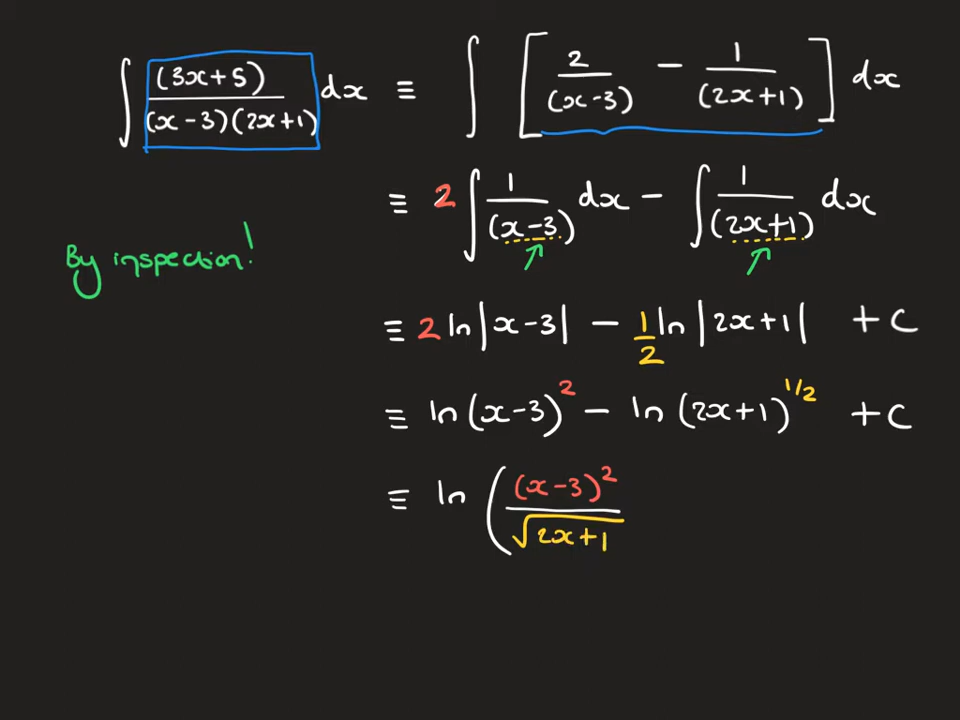 ∫ (3x+5)/((x-3)(2x+1)) dx ≡ ∫ [2/(x-3) - 1/(2x+1)] dx
≡ 2 ∫ 1/(x-3) dx - ∫ 1/(2x+1) dx
By inspection!
≡ 2 ln|x-3| - 1/2 ln|2x+1| + C
≡ ln(x-3)^2 - ln(2x+1)^1/2 + C
≡ ln ( (x-3)^2/√(2x+1)